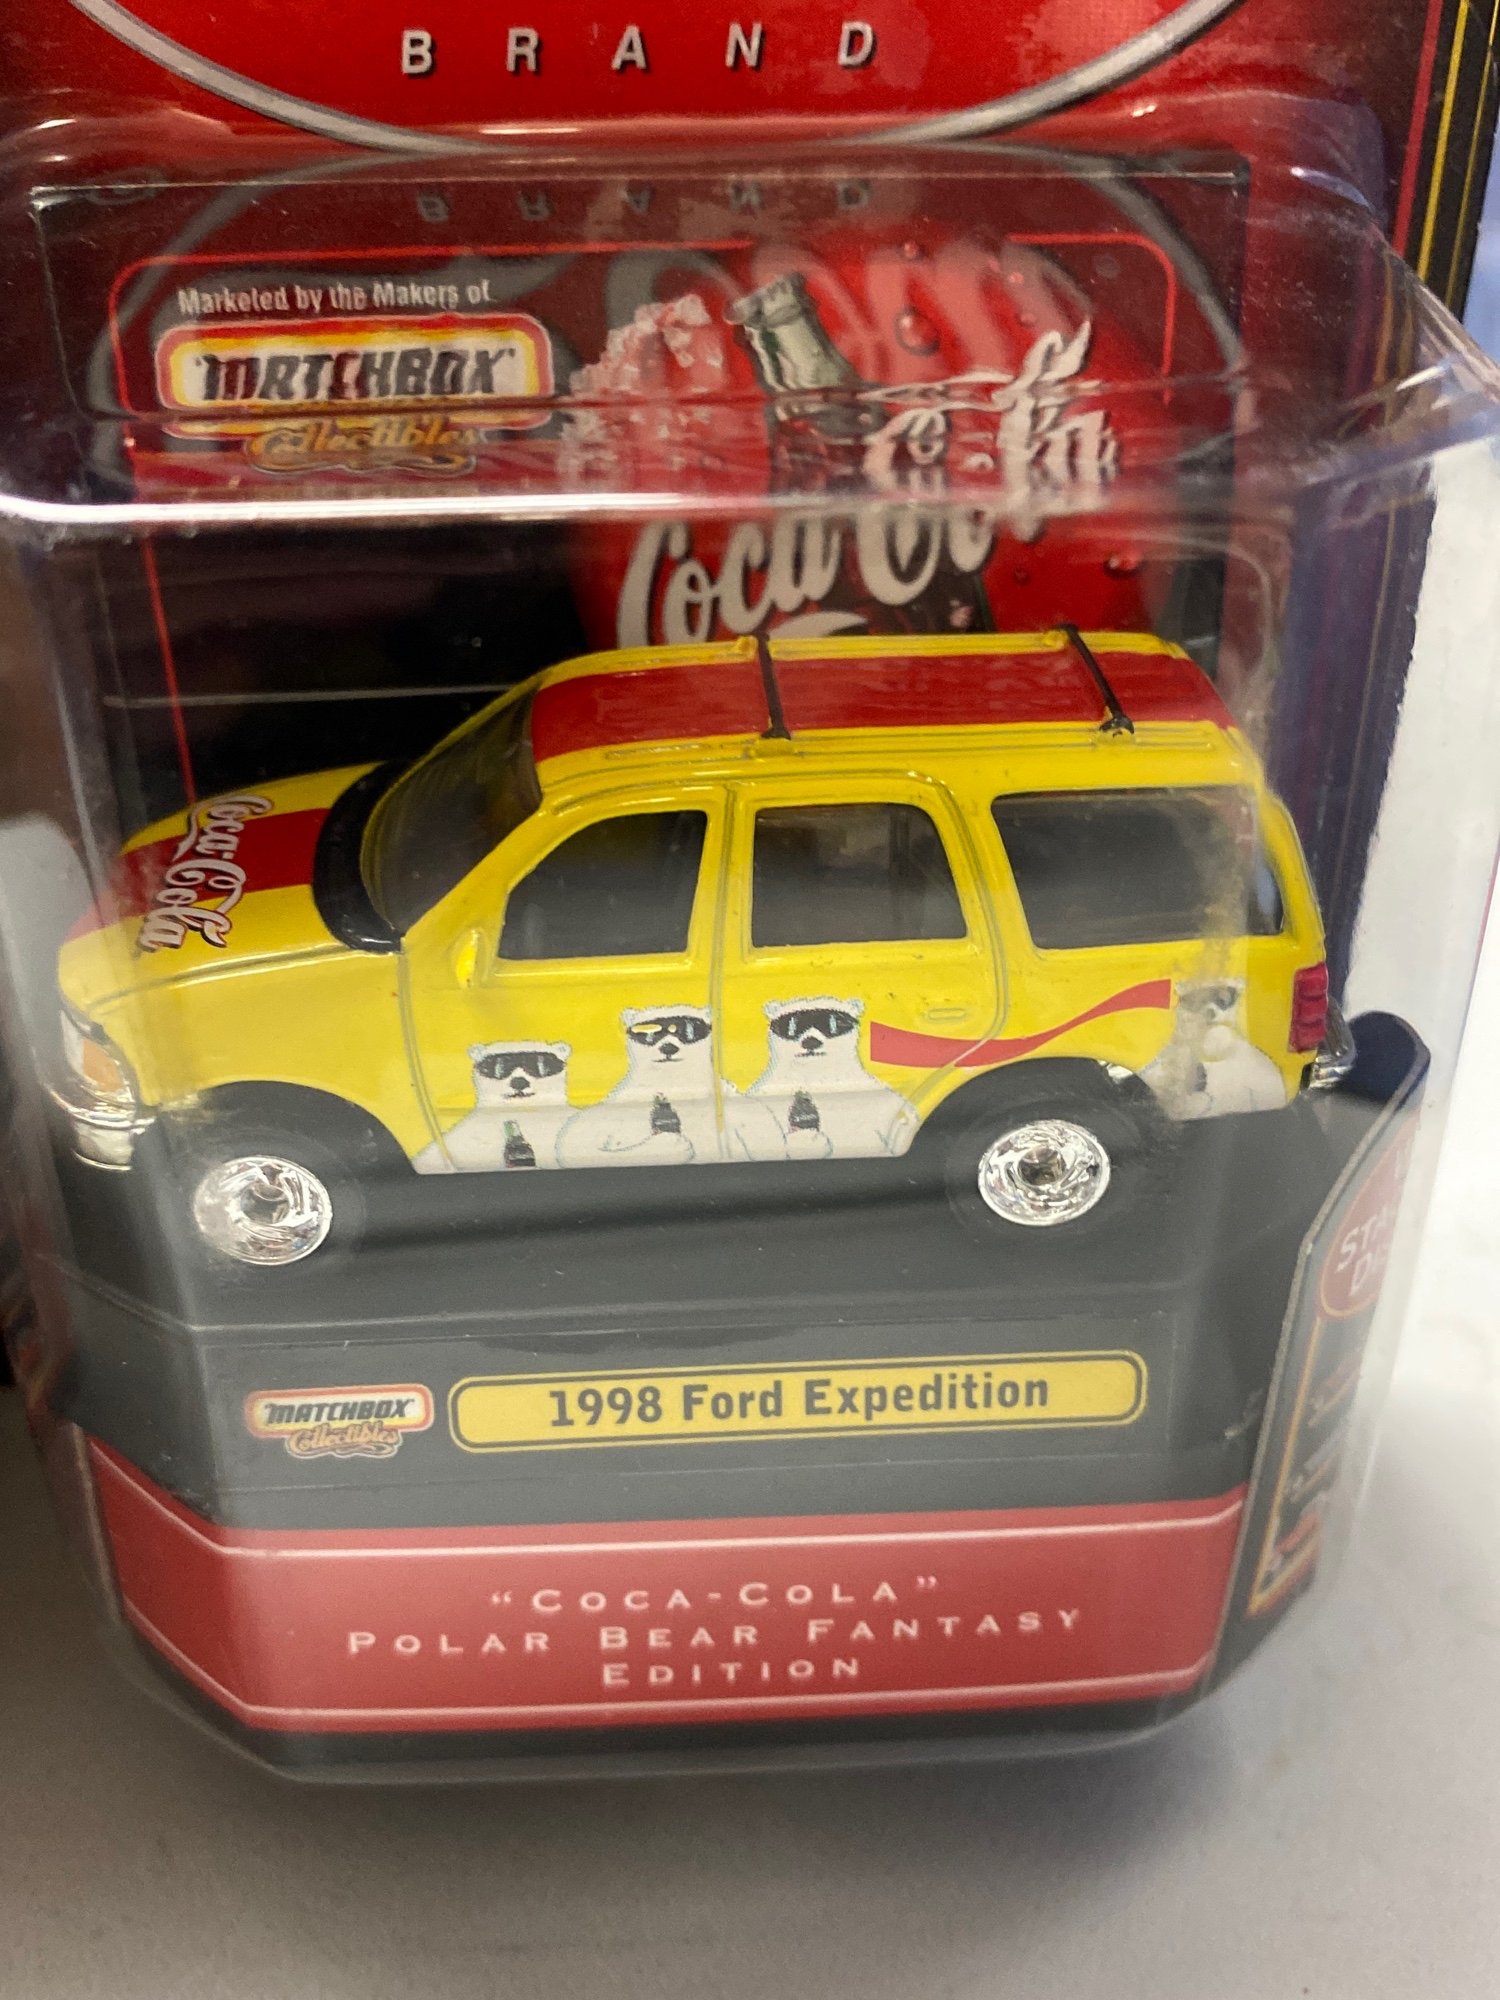 BRAND
Marketed by the Makers of
MATCHBOX
Collectibles
Coca-Cola
Coca-Cola
MATCHBOX
Collectibles
1998 Ford Expedition
"COCA-COLA"
POLAR BEAR FANTASY
EDITION